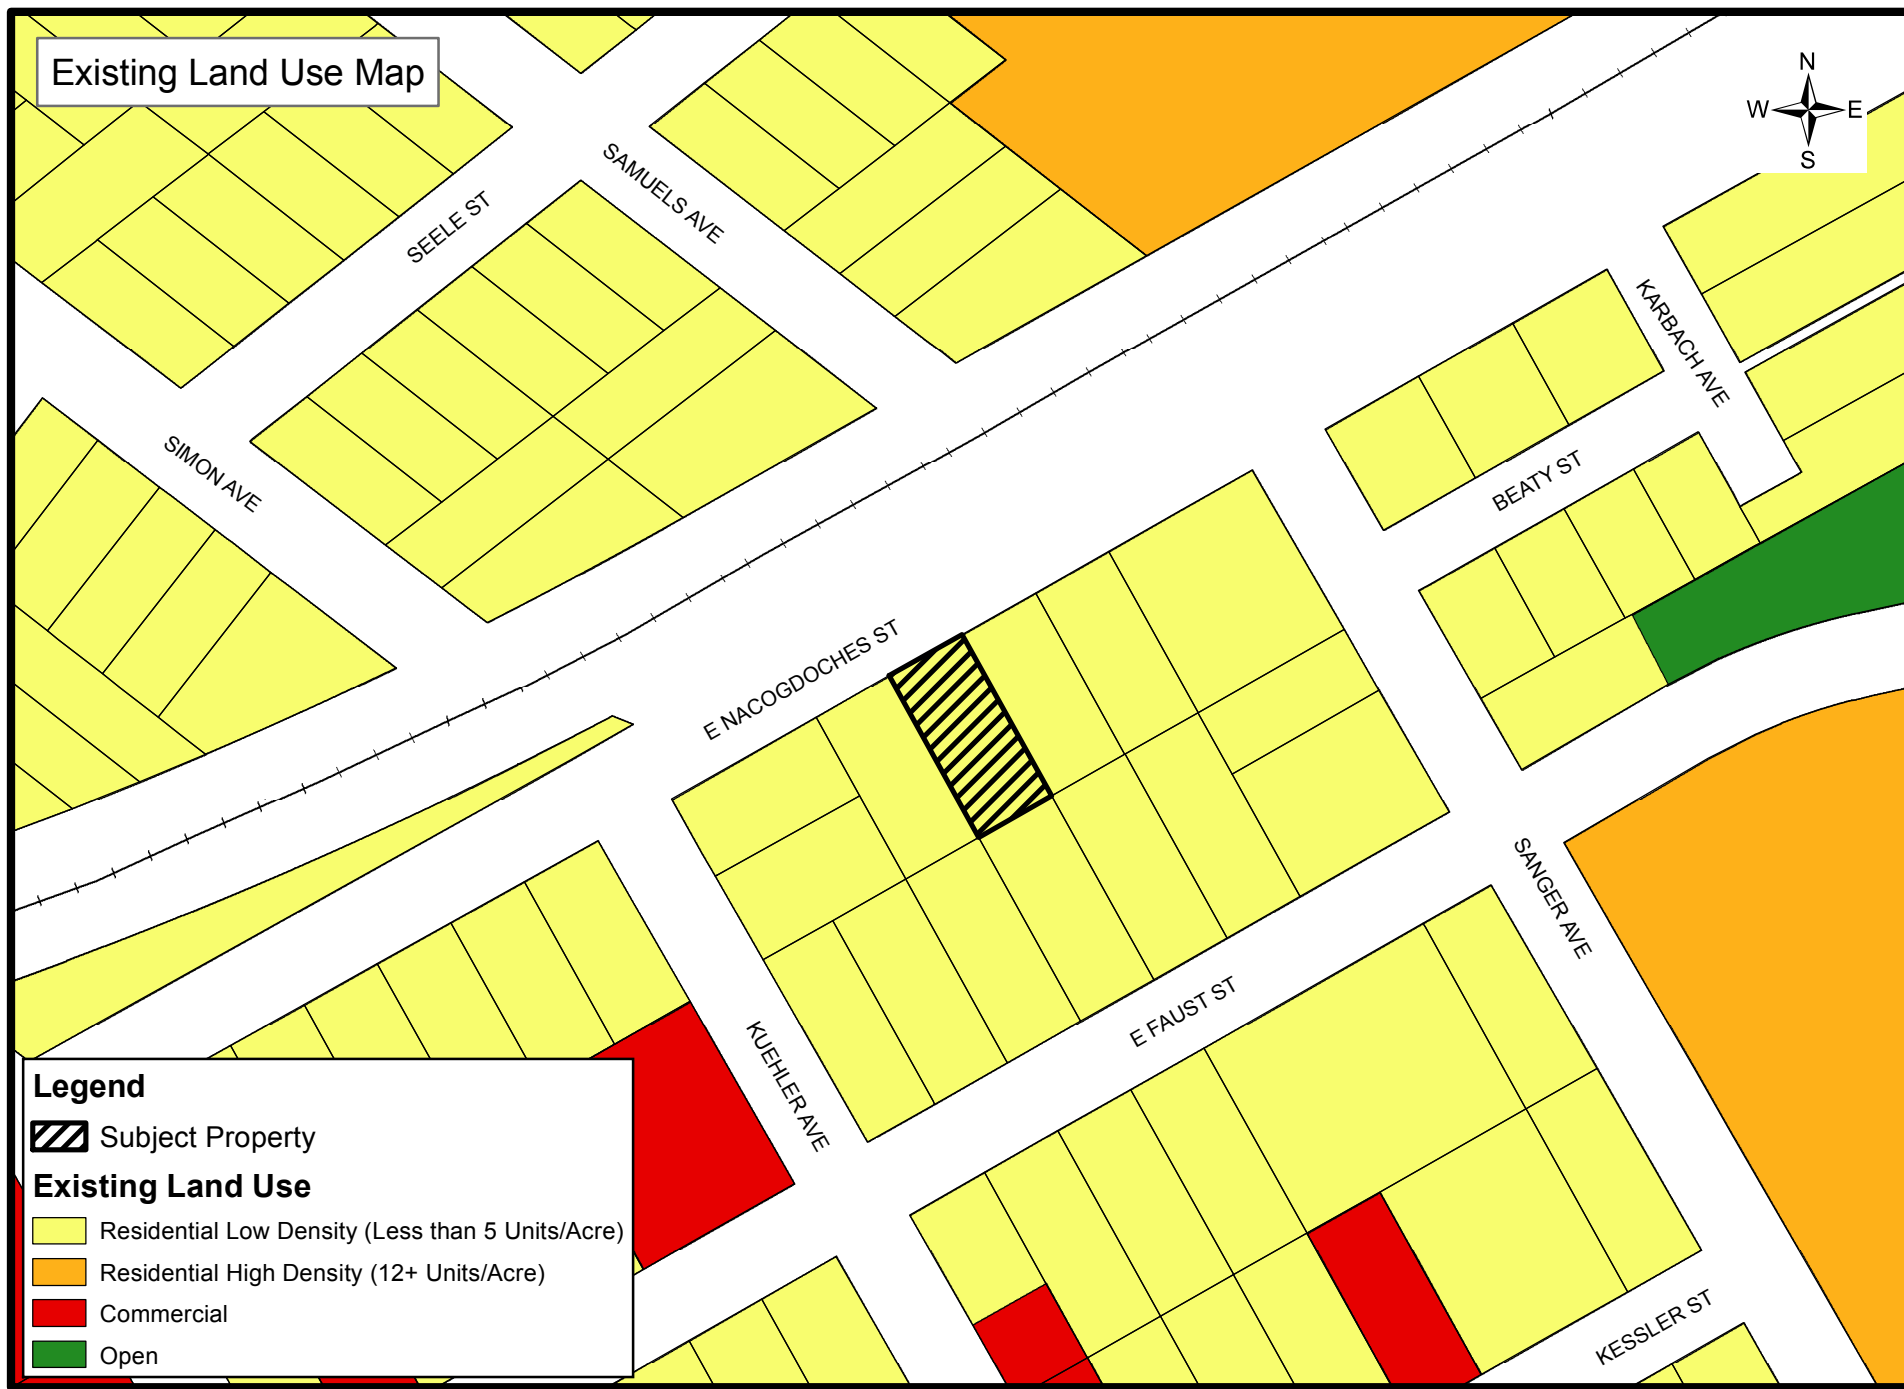 Existing Land Use Map
N
W E
S
SAMUELS AVE
SEELE ST
KARBACH AVE
SIMON AVE
BEATY ST
E NACOGDOCHES ST
SANGER AVE
E FAUST ST
KUEHLER AVE
KESSLER ST
Legend
Subject Property
Existing Land Use
Residential Low Density (Less than 5 Units/Acre)
Residential High Density (12+ Units/Acre)
Commercial
Open